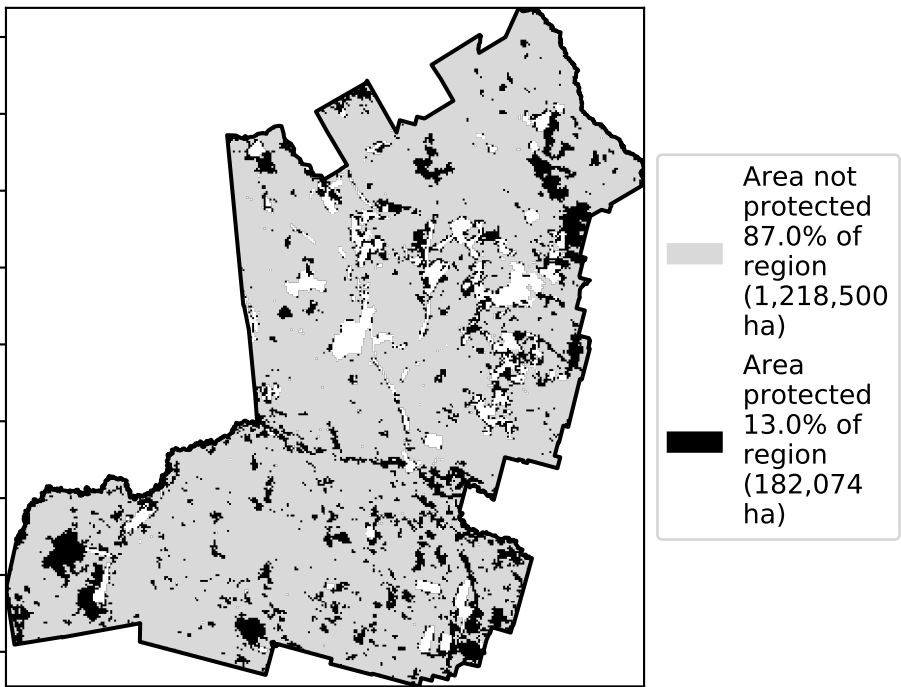 Area not
protected
87.0% of
region
(1,218,500
ha)
Area
protected
13.0% of
region
(182,074
ha)